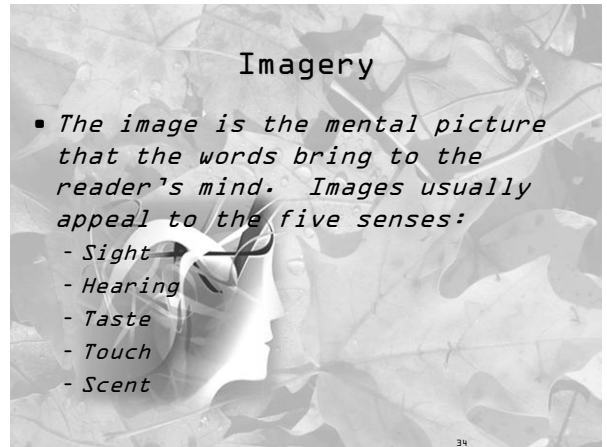 Imagery
• The image is the mental picture
that the words bring to the
reader's mind.  Images usually
appeal to the five senses:
- Sight
- Hearing
- Taste
- Touch
- Scent
34